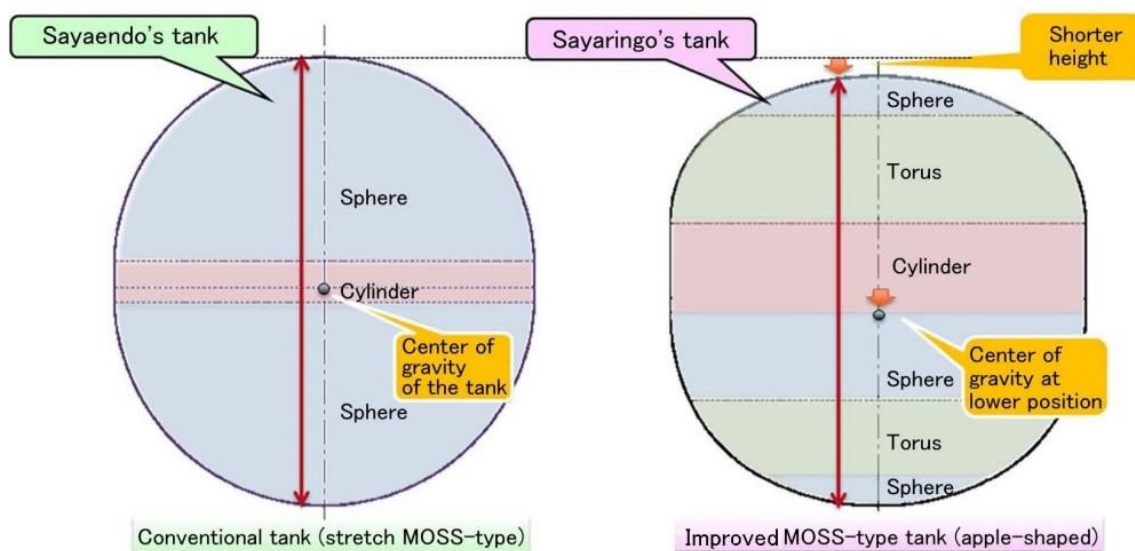 Sayaendo's tank
Sphere
Cylinder
Center of
gravity
of the tank
Sphere
Conventional tank (stretch MOSS-type)
Sayaringo's tank
Shorter
height
Sphere
Torus
Cylinder
Center of
gravity at
lower position
Sphere
Torus
Sphere
Improved MOSS-type tank (apple-shaped)